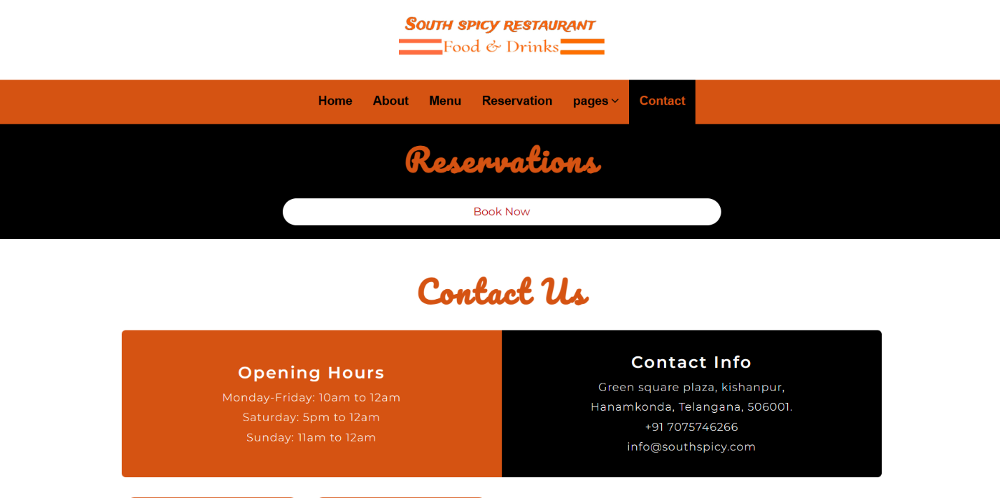 South spicy restaurant
Food & Drinks
Home About Menu Reservation pages Contact
Reservations
Book Now
Contact Us
Opening Hours
Monday-Friday: 10am to 12am
Saturday: 5pm to 12am
Sunday: 11am to 12am
Contact Info
Green square plaza, kishanpur,
Hanamkonda, Telangana, 506001.
+91 7075746266
info@southspicy.com